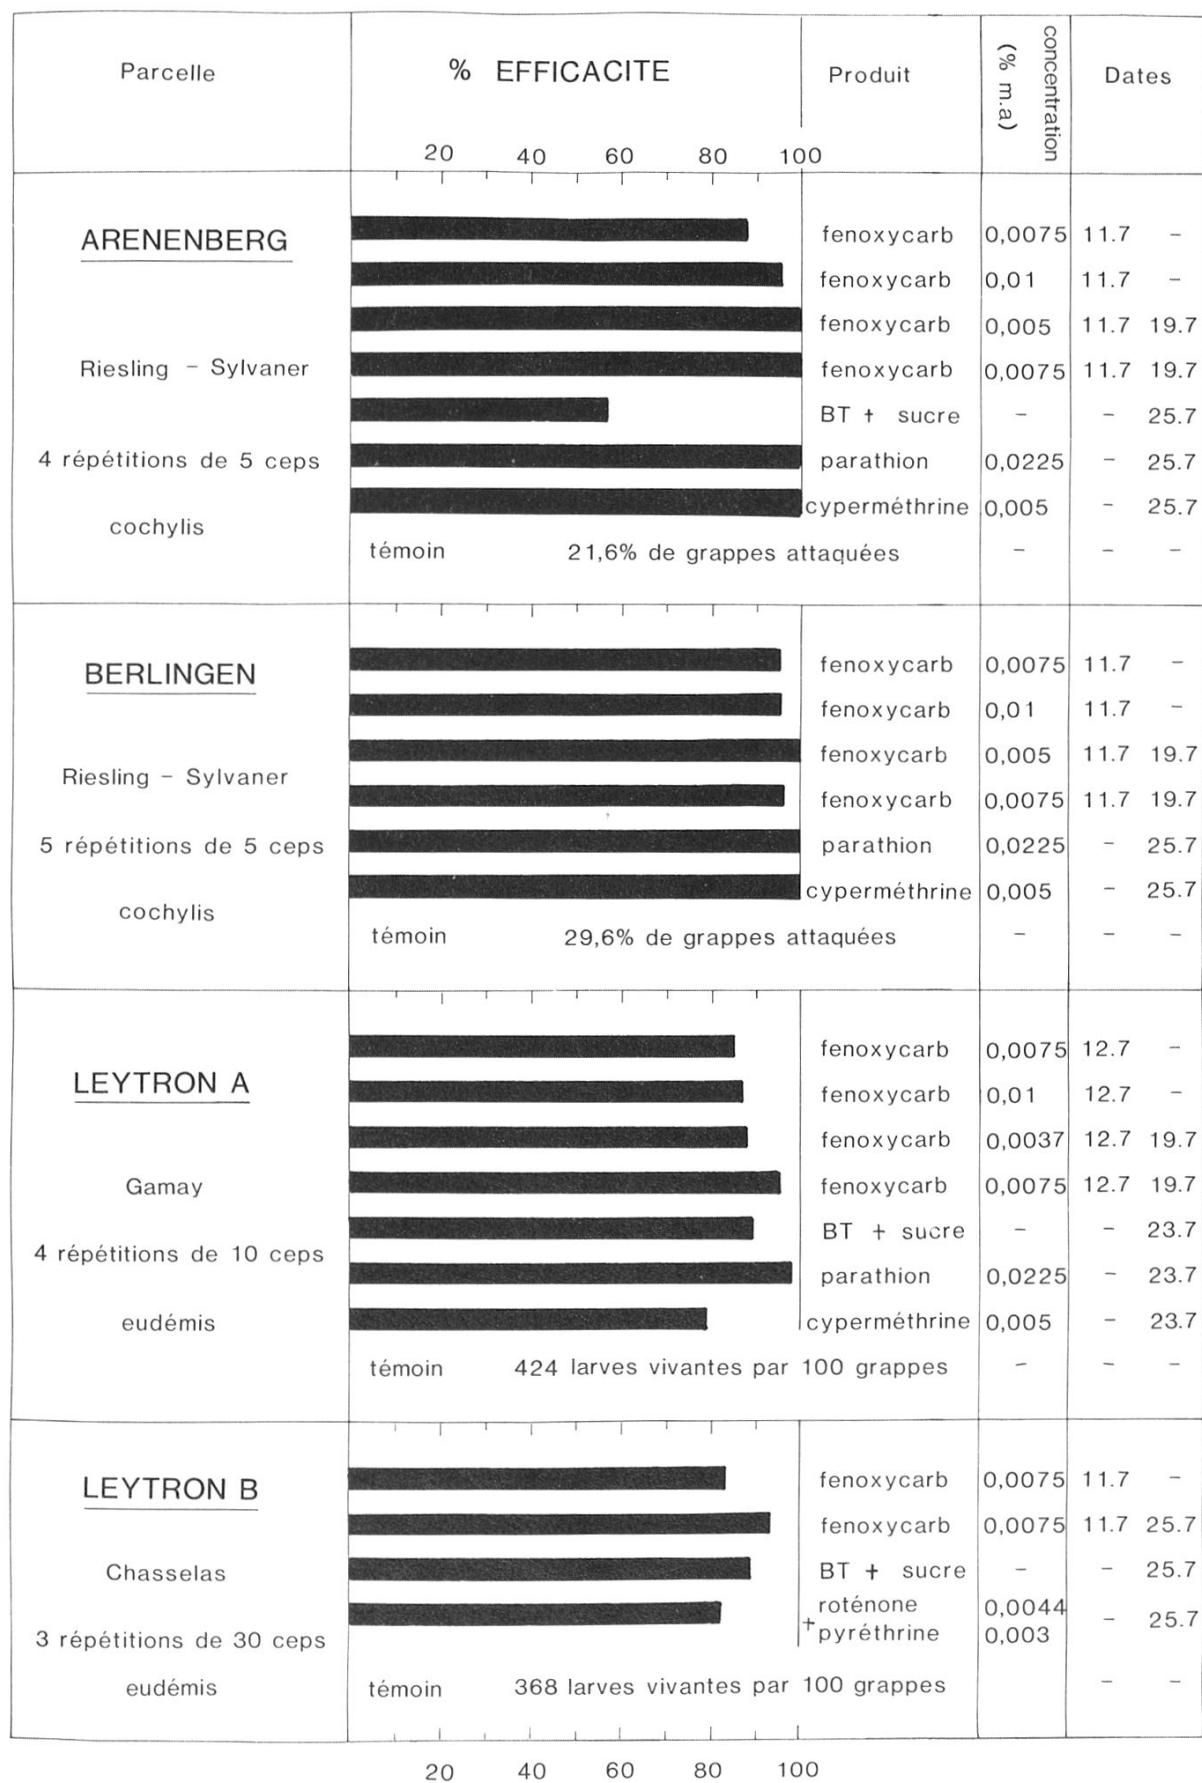 Parcelle % EFFICACITE Produit concentration (% m.a) Dates
20 40 60 80 100
ARENENBERG
Riesling - Sylvaner
4 répétitions de 5 ceps
cochylis
fenoxycarb 0,0075 11.7 -
fenoxycarb 0,01 11.7 -
fenoxycarb 0,005 11.7 19.7
fenoxycarb 0,0075 11.7 19.7
BT + sucre - - 25.7
parathion 0,0225 - 25.7
cyperméthrine 0,005 - 25.7
témoin 21,6% de grappes attaquées - - -
BERLINGEN
Riesling - Sylvaner
5 répétitions de 5 ceps
cochylis
fenoxycarb 0,0075 11.7 -
fenoxycarb 0,01 11.7 -
fenoxycarb 0,005 11.7 19.7
fenoxycarb 0,0075 11.7 19.7
parathion 0,0225 - 25.7
cyperméthrine 0,005 - 25.7
témoin 29,6% de grappes attaquées - - -
LEYTRON A
Gamay
4 répétitions de 10 ceps
eudémis
fenoxycarb 0,0075 12.7 -
fenoxycarb 0,01 12.7 -
fenoxycarb 0,0037 12.7 19.7
fenoxycarb 0,0075 12.7 19.7
BT + sucre - - 23.7
parathion 0,0225 - 23.7
cyperméthrine 0,005 - 23.7
témoin 424 larves vivantes par 100 grappes - - -
LEYTRON B
Chasselas
3 répétitions de 30 ceps
eudémis
fenoxycarb 0,0075 11.7 -
fenoxycarb 0,0075 11.7 25.7
BT + sucre - - 25.7
roténone 0,0044
+ pyréthrine 0,003 - 25.7
témoin 368 larves vivantes par 100 grappes - -
20 40 60 80 100